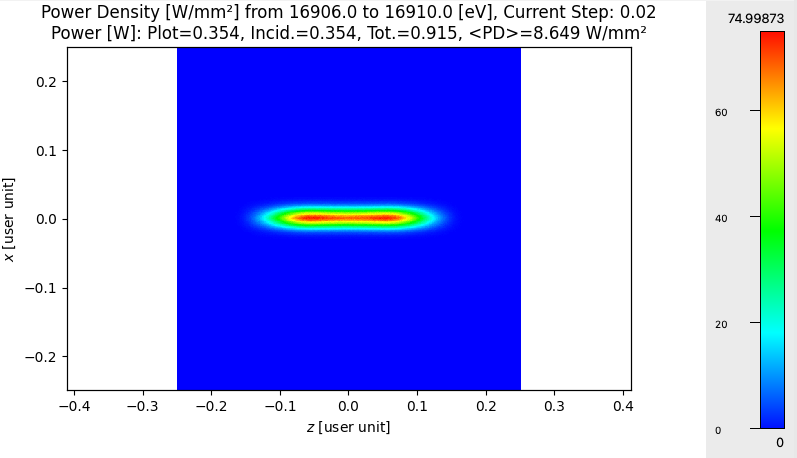 Power Density [W/mm²] from 16906.0 to 16910.0 [eV], Current Step: 0.02
Power [W]: Plot=0.354, Incid.=0.354, Tot.=0.915, <PD>=8.649 W/mm²
74.99873
0.2
0.1
0.0
−0.1
−0.2
x [user unit]
−0.4 −0.3 −0.2 −0.1 0.0 0.1 0.2 0.3 0.4
z [user unit]
60
40
20
0
0